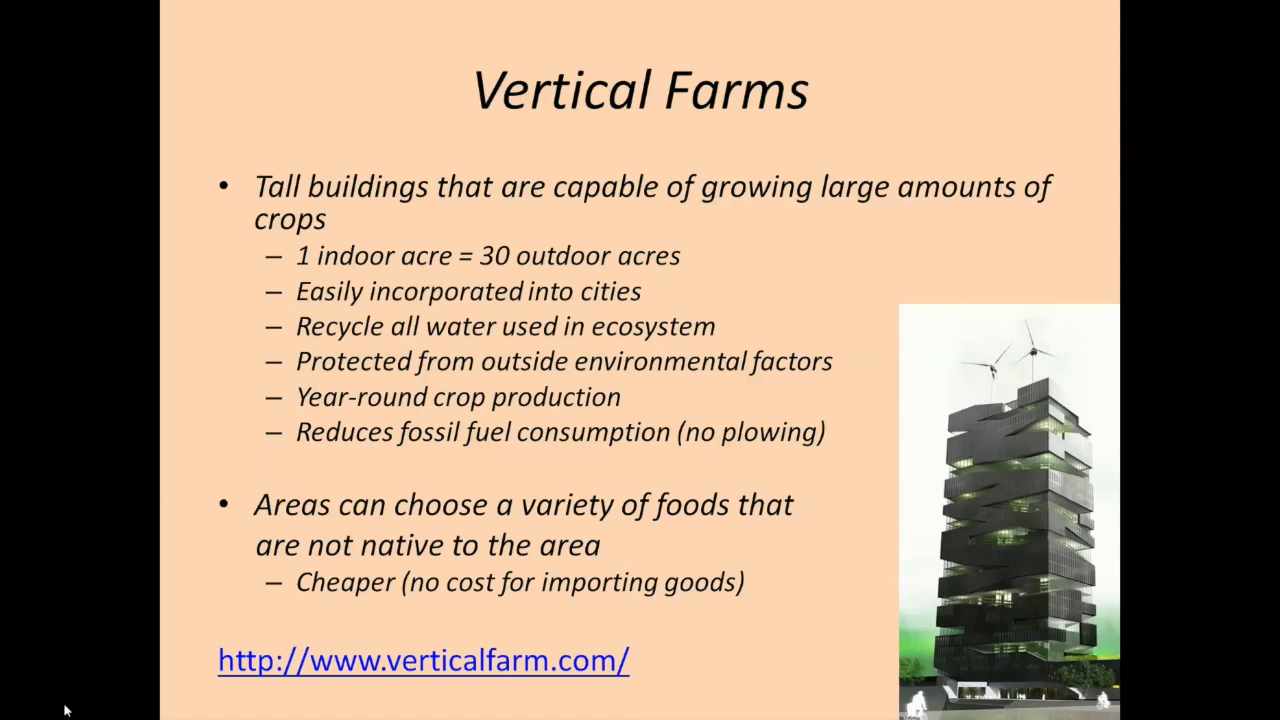 Vertical Farms
• Tall buildings that are capable of growing large amounts of
crops
– 1 indoor acre = 30 outdoor acres
– Easily incorporated into cities
– Recycle all water used in ecosystem
– Protected from outside environmental factors
– Year-round crop production
– Reduces fossil fuel consumption (no plowing)
• Areas can choose a variety of foods that
are not native to the area
– Cheaper (no cost for importing goods)
http://www.verticalfarm.com/